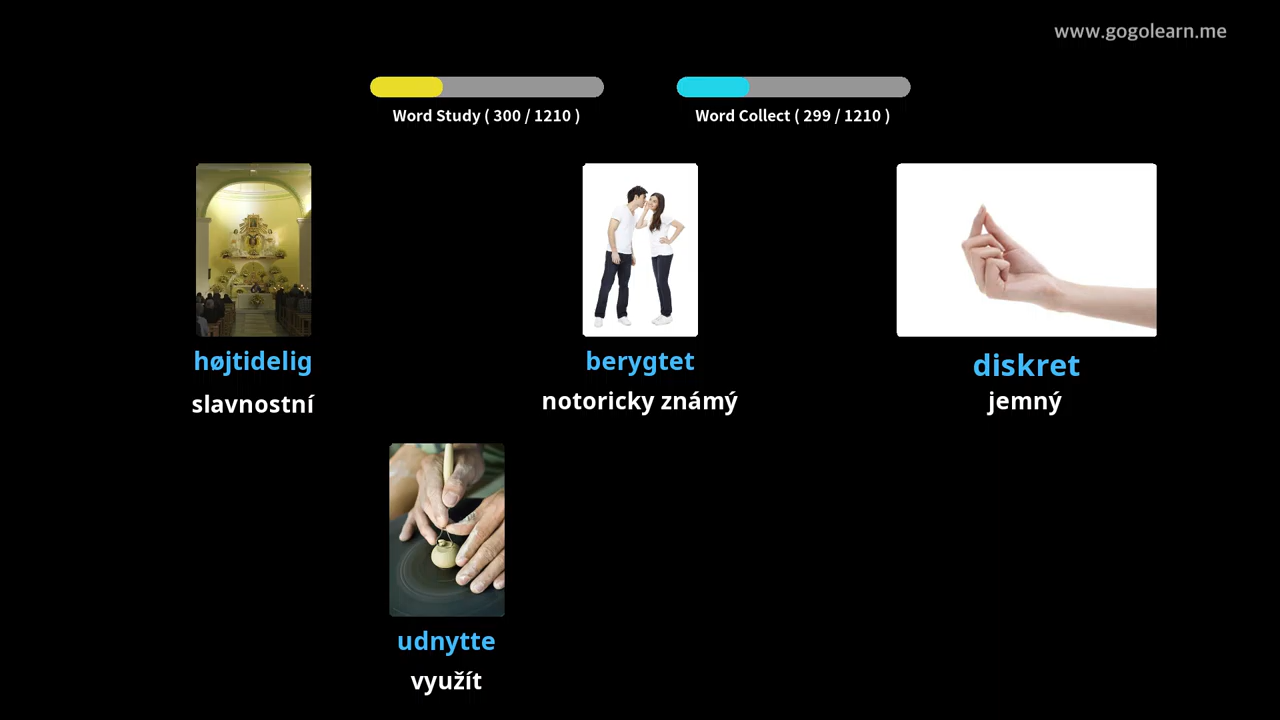 www.gogolearn.me
Word Study ( 300 / 1210 )
Word Collect ( 299 / 1210 )
højtidelig
slavnostní
berygtet
notoricky známý
diskret
jemný
udnytte
využít